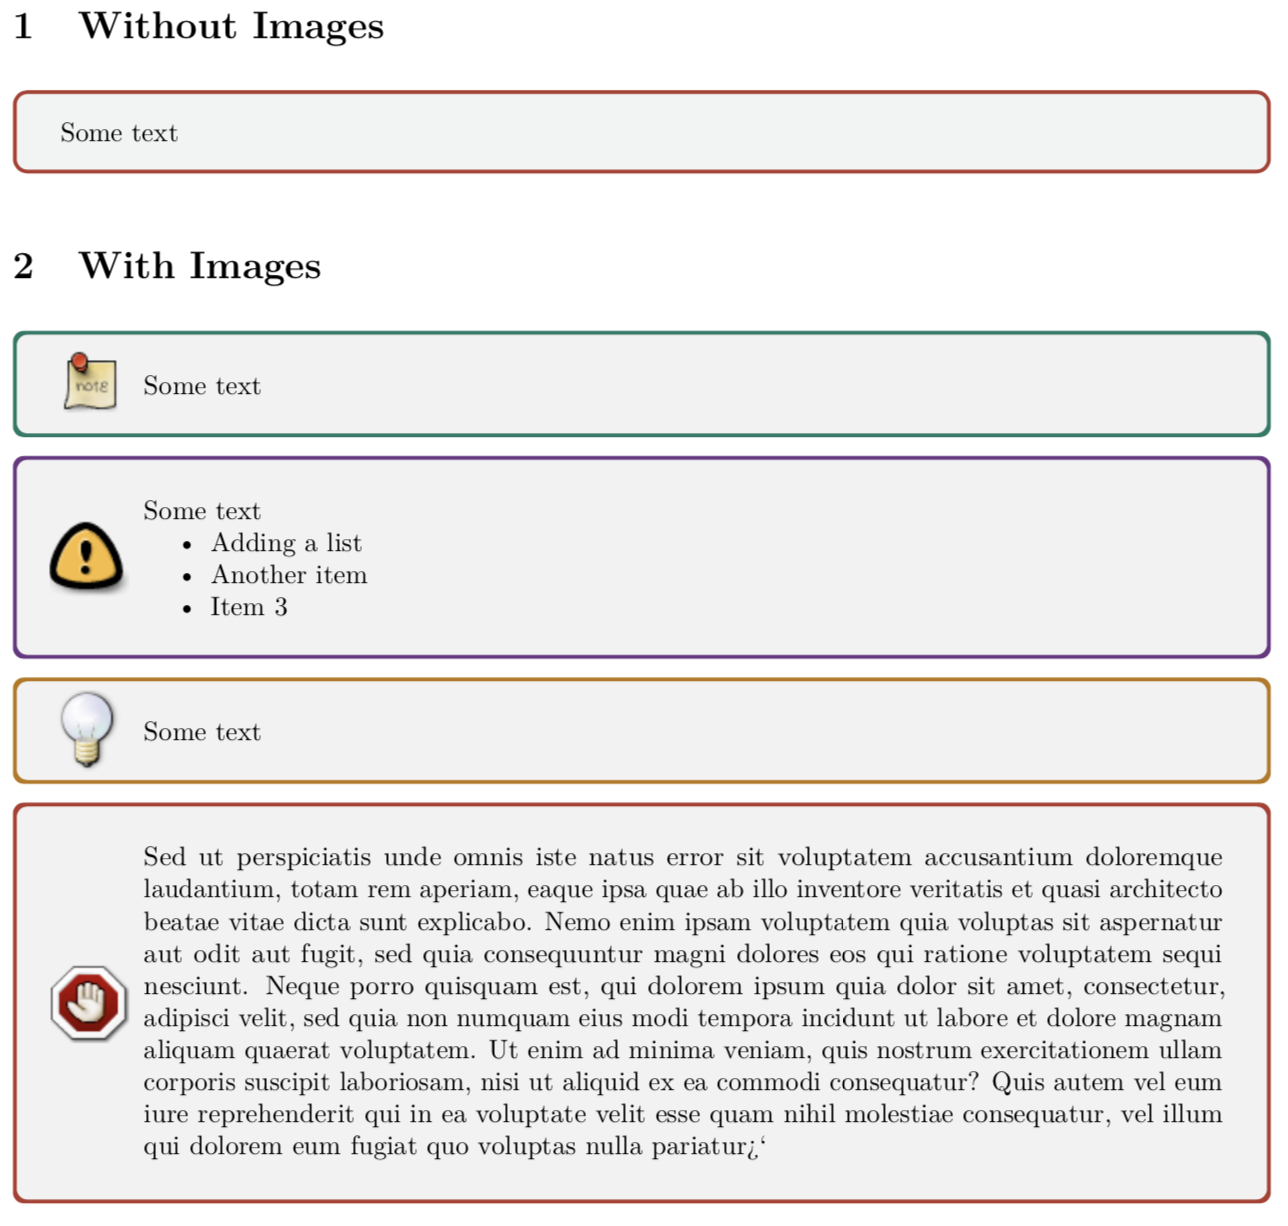 1 Without Images
Some text
2 With Images
note
Some text
Some text
• Adding a list
• Another item
• Item 3
Some text
Sed ut perspiciatis unde omnis iste natus error sit voluptatem accusantium doloremque
laudantium, totam rem aperiam, eaque ipsa quae ab illo inventore veritatis et quasi architecto
beatae vitae dicta sunt explicabo. Nemo enim ipsam voluptatem quia voluptas sit aspernatur
aut odit aut fugit, sed quia consequuntur magni dolores eos qui ratione voluptatem sequi
nesciunt. Neque porro quisquam est, qui dolorem ipsum quia dolor sit amet, consectetur,
adipisci velit, sed quia non numquam eius modi tempora incidunt ut labore et dolore magnam
aliquam quaerat voluptatem. Ut enim ad minima veniam, quis nostrum exercitationem ullam
corporis suscipit laboriosam, nisi ut aliquid ex ea commodi consequatur? Quis autem vel eum
iure reprehenderit qui in ea voluptate velit esse quam nihil molestiae consequatur, vel illum
qui dolorem eum fugiat quo voluptas nulla pariatur¿‘